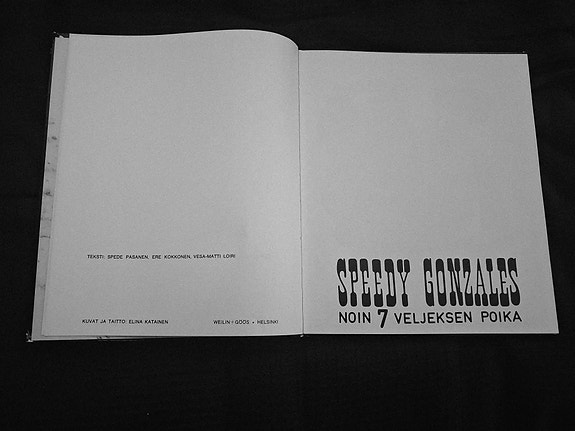 TEKSTI: SPEDE PASANEN, ERE KOKKONEN, VESA-MATTI LOIRI
KUVAT JA TAITTO: ELINA KATAINEN
WEILIN+GÖÖS • HELSINKI
SPEEDY GONZALES
NOIN 7 VELJEKSEN POIKA